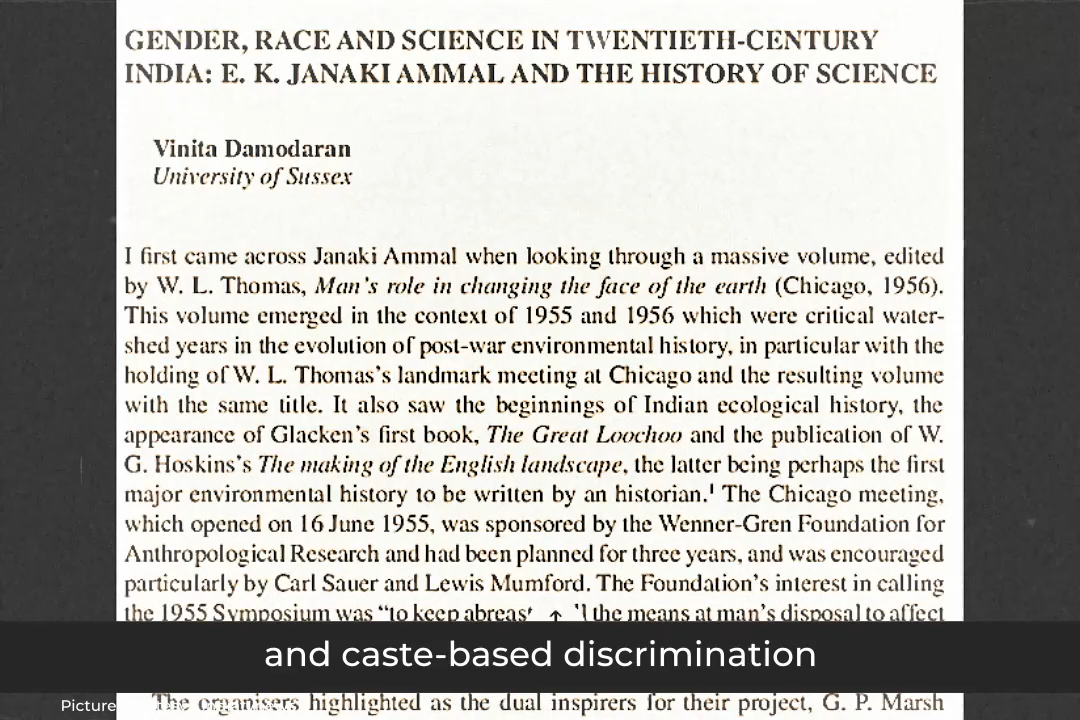 GENDER, RACE AND SCIENCE IN TWENTIETH-CENTURY
INDIA: E. K. JANAKI AMMAL AND THE HISTORY OF SCIENCE
Vinita Damodaran
University of Sussex
I first came across Janaki Ammal when looking through a massive volume, edited
by W. L. Thomas, Man's role in changing the face of the earth (Chicago, 1956).
This volume emerged in the context of 1955 and 1956 which were critical water-
shed years in the evolution of post-war environmental history, in particular with the
holding of W. L. Thomas's landmark meeting at Chicago and the resulting volume
with the same title. It also saw the beginnings of Indian ecological history, the
appearance of Glacken's first book, The Great Loochoo and the publication of W.
G. Hoskins's The making of the English landscape, the latter being perhaps the first
major environmental history to be written by an historian.¹ The Chicago meeting,
which opened on 16 June 1955, was sponsored by the Wenner-Gren Foundation for
Anthropological Research and had been planned for three years, and was encouraged
particularly by Carl Sauer and Lewis Mumford. The Foundation's interest in calling
the 1955 Symposium was “to keep the means at man's disposal to affect
and caste-based discrimination
The organisers highlighted as the dual inspirers for their project, G. P. Marsh
Picture